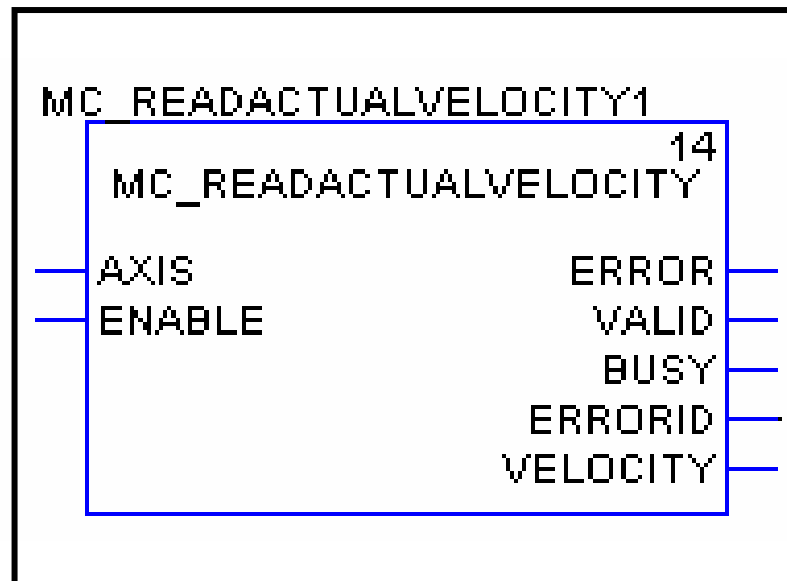 MC_READACTUALVELOCITY1
14
MC_READACTUALVELOCITY
AXIS ERROR
ENABLE VALID
BUSY
ERRORID
VELOCITY